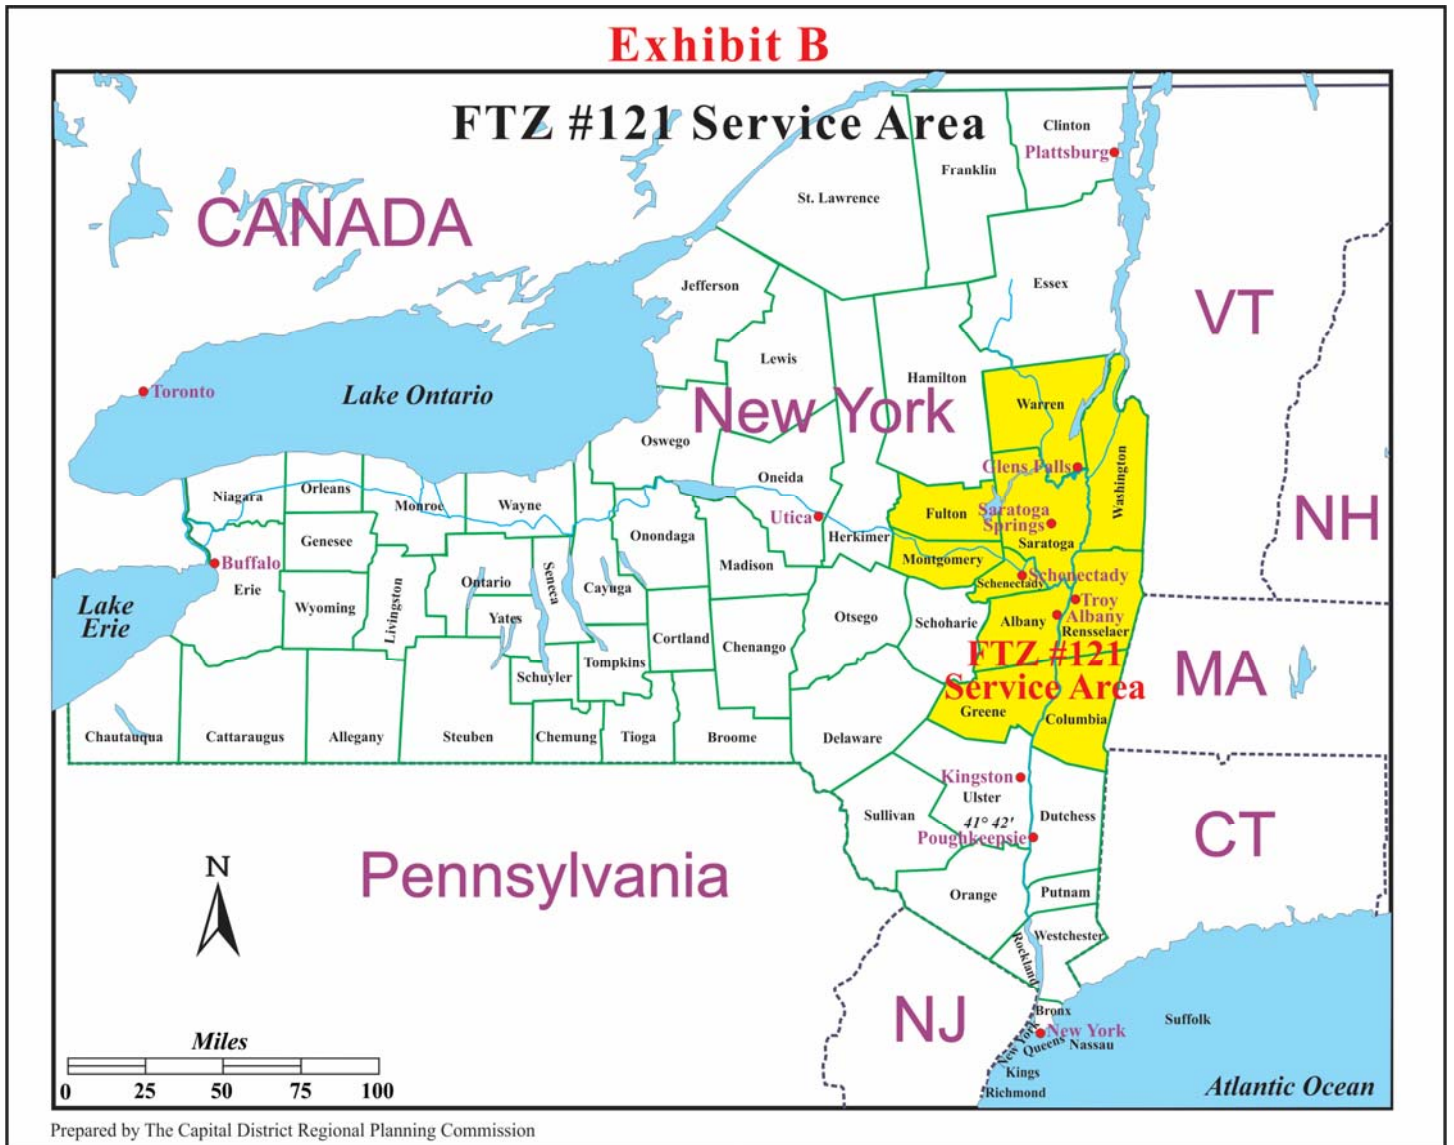 Exhibit B
FTZ #121 Service Area
Clinton
Plattsburg
Franklin
St. Lawrence
CANADA
Essex
Jefferson
VT
Lewis
Hamilton
Toronto
Lake Ontario
New York
Warren
Oswego
Glens Falls
Washington
Oneida
Niagara
Orleans
Monroe
Wayne
Utica
Fulton
Saratoga
Springs
NH
Herkimer
Saratoga
Onondaga
Genesee
Buffalo
Erie
Madison
Montgomery
Schenectady
Schenectady
Ontario
Seneca
Cayuga
Lake
Erie
Wyoming
Livingston
Yates
Otsego
Schoharie
Albany
Troy
Albany
Rensselaer
Cortland
Chenango
Tompkins
Schuyler
FTZ #121
Service Area
MA
Greene
Columbia
Chautauqua
Cattaraugus
Allegany
Steuben
Chemung
Tioga
Broome
Delaware
Kingston
Ulster
41° 42'
Dutchess
Sullivan
Poughkeepsie
CT
N
Pennsylvania
Orange
Putnam
Westchester
Rockland
NJ
Bronx
New York
New York
Queens
Nassau
Suffolk
Kings
Richmond
Atlantic Ocean
Miles
0 25 50 75 100
Prepared by The Capital District Regional Planning Commission